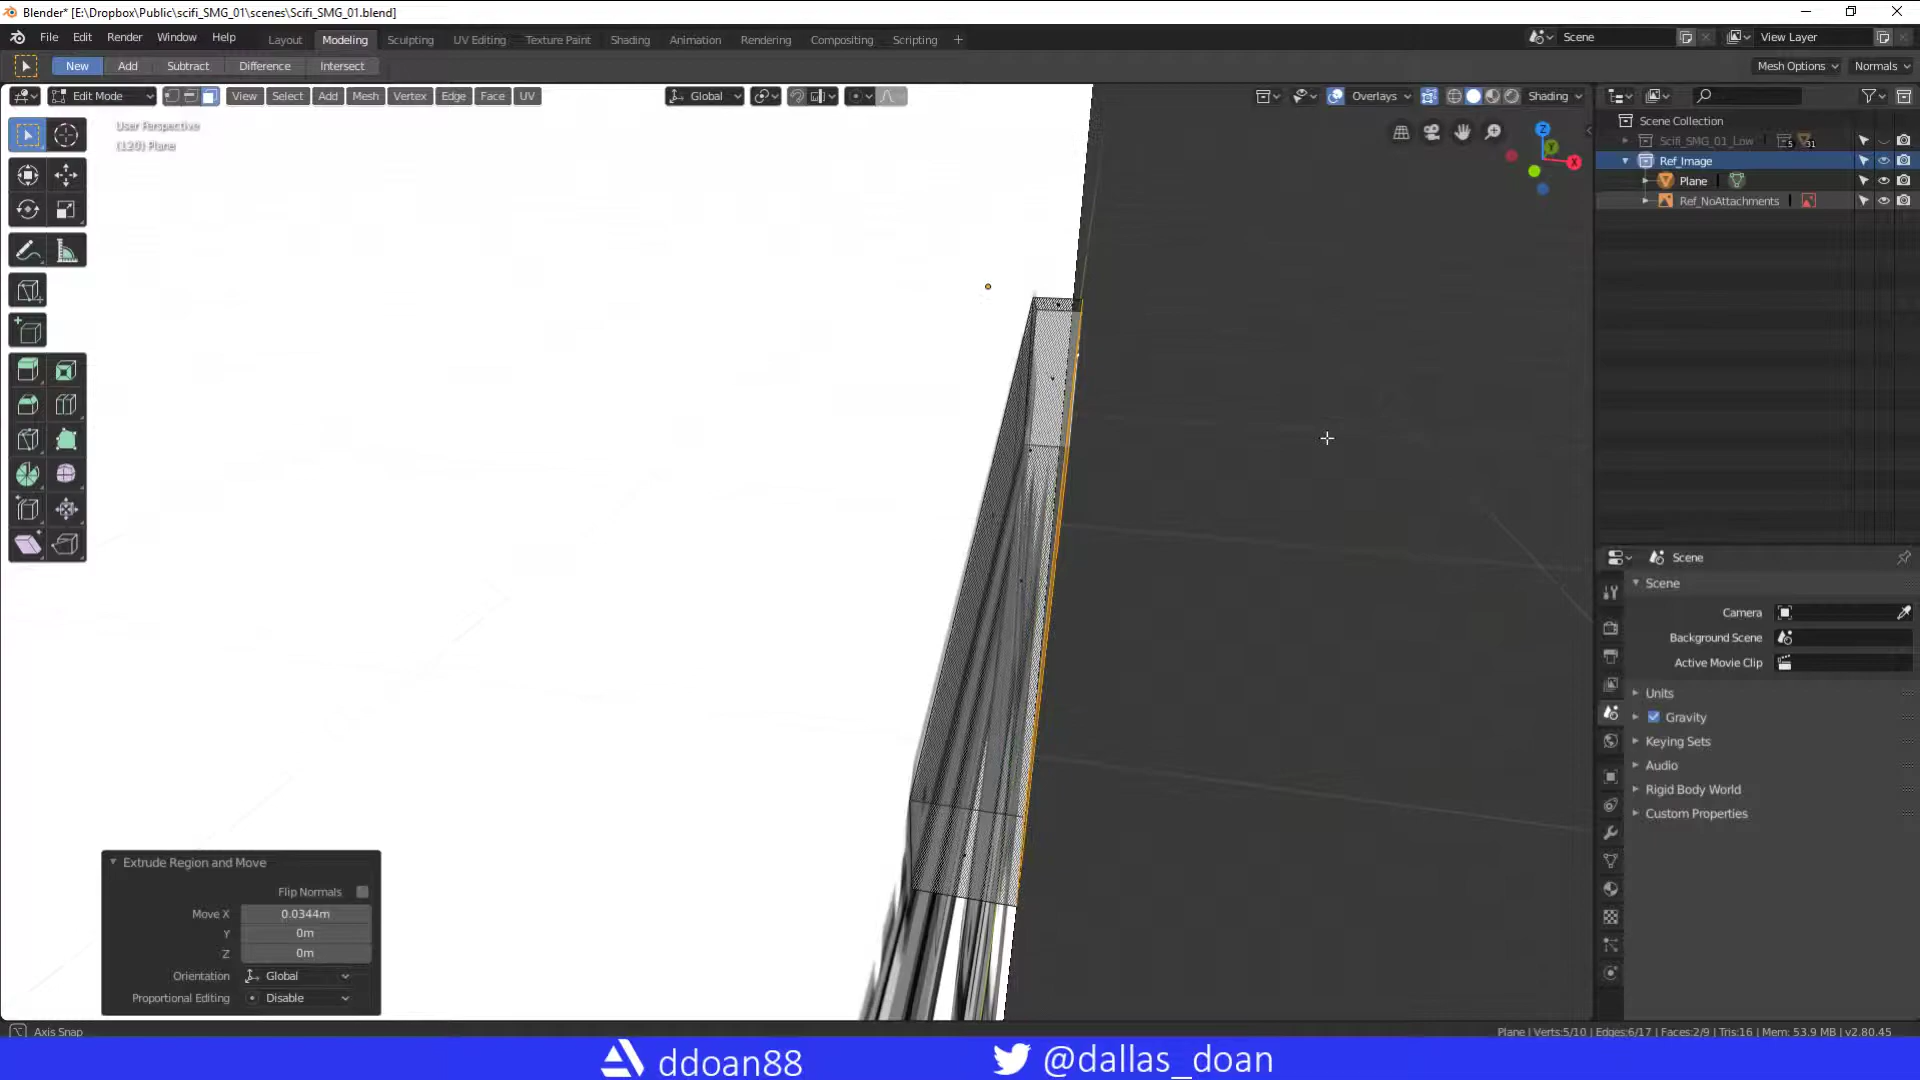 Blender* [E:\Dropbox\Public\scifi_SMG_01\scenes\Scifi_SMG_01.blend]
File Edit Render Window Help Layout Modeling Sculpting UV Editing Texture Paint Shading Animation Rendering Compositing Scripting + Scene View Layer
New Add Subtract Difference Intersect Mesh Options Normals
Edit Mode View Select Add Mesh Vertex Edge Face UV Global Overlays Shading
User Perspective
(120) Plane
Scene Collection
Scifi_SMG_01_Low 5 31
Ref_Image
Plane
Ref_NoAttachments
Z
Y
X
Scene
Scene
Camera
Background Scene
Active Movie Clip
Units
Gravity
Keying Sets
Audio
Rigid Body World
Custom Properties
Extrude Region and Move
Flip Normals
Move X 0.0344m
Y 0m
Z 0m
Orientation Global
Proportional Editing Disable
Axis Snap
Plane | Verts:5/10 | Edges:6/17 | Faces:2/9 | Tris:16 | Mem: 53.9 MB | v2.80.45
ddoan88 @dallas_doan